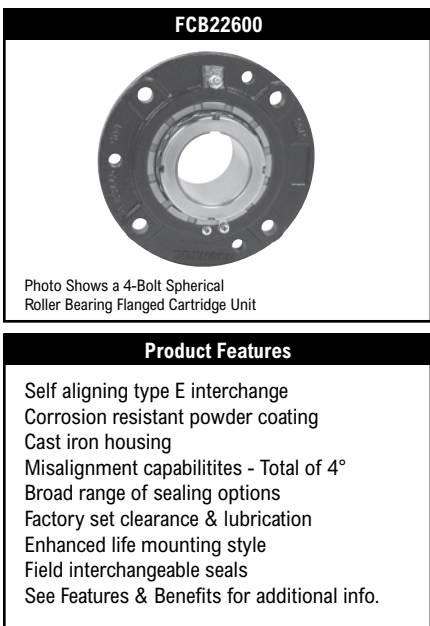 FCB22600
Photo Shows a 4-Bolt Spherical
Roller Bearing Flanged Cartridge Unit
Product Features
Self aligning type E interchange
Corrosion resistant powder coating
Cast iron housing
Misalignment capabilitites - Total of 4°
Broad range of sealing options
Factory set clearance & lubrication
Enhanced life mounting style
Field interchangeable seals
See Features & Benefits for additional info.